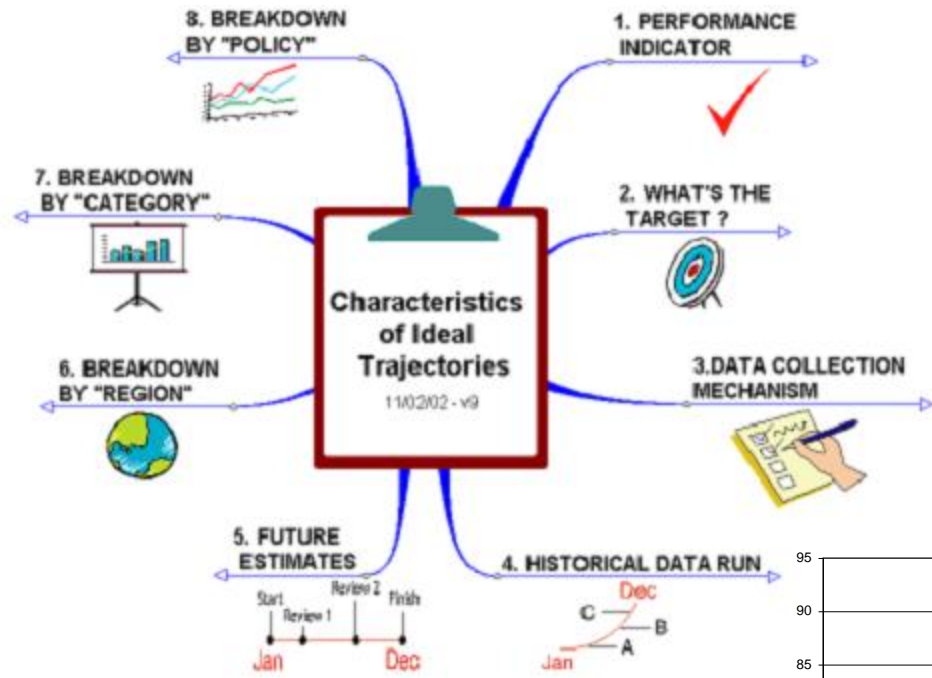 8. BREAKDOWN
BY "POLICY"
1. PERFORMANCE
INDICATOR
7. BREAKDOWN
BY "CATEGORY"
2. WHAT'S THE
TARGET ?
Characteristics
of Ideal
Trajectories
11/02/02 - v9
6. BREAKDOWN
BY "REGION"
3.DATA COLLECTION
MECHANISM
5. FUTURE
ESTIMATES
4. HISTORICAL DATA RUN
Start
Review 1
Review 2
Finish
Jan
Dec
Dec
C
B
A
Jan
95
90
85